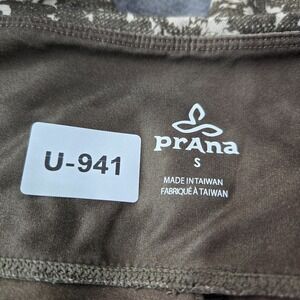 U-941
prAna
S
MADE IN TAIWAN
FABRIQUÉ À TAIWAN